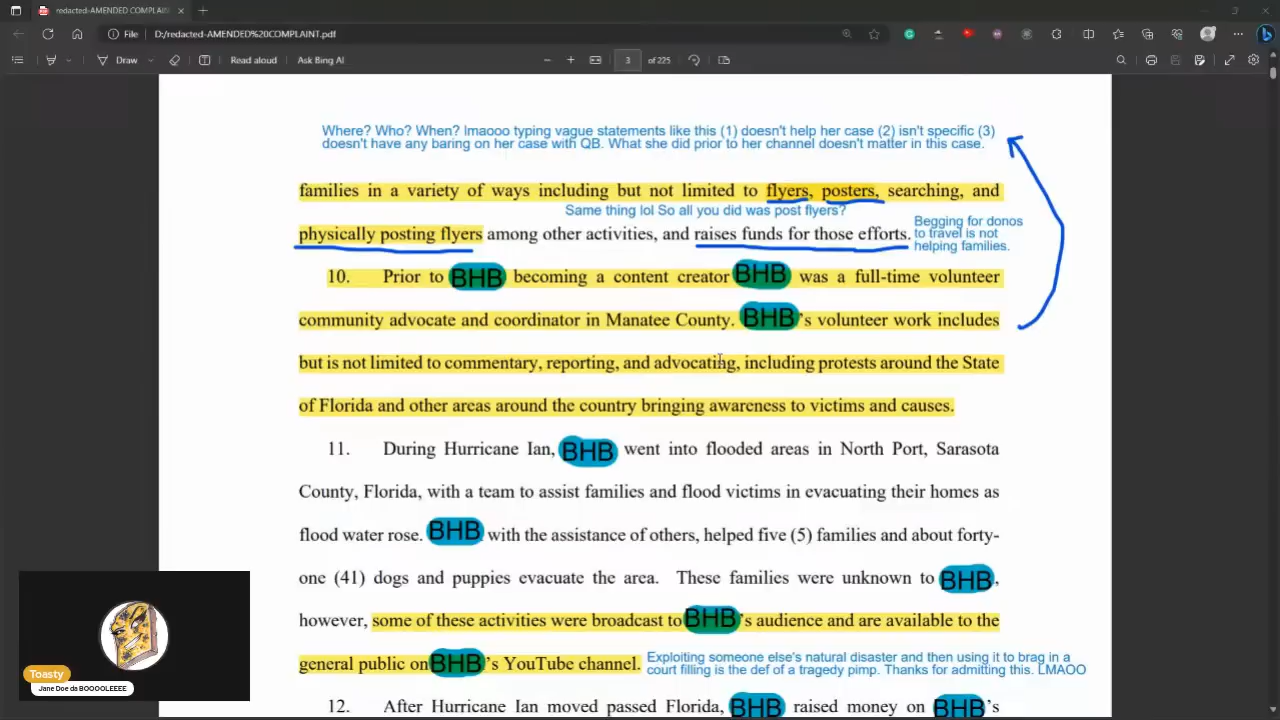 redacted-AMENDED COMPLAINT.pdf
File D:/redacted-AMENDED%20COMPLAINT.pdf
Draw Read aloud Ask Bing AI 3 of 225
Where? Who? When? lmaooo typing vague statements like this (1) doesn't help her case (2) isn't specific (3)
doesn't have any baring on her case with QB. What she did prior to her channel doesn't matter in this case.
families in a variety of ways including but not limited to flyers, posters, searching, and
Same thing lol So all you did was post flyers?
physically posting flyers among other activities, and raises funds for those efforts.
Begging for donos
to travel is not
helping families.
10. Prior to BHB becoming a content creator BHB was a full-time volunteer
community advocate and coordinator in Manatee County. BHB's volunteer work includes
but is not limited to commentary, reporting, and advocating, including protests around the State
of Florida and other areas around the country bringing awareness to victims and causes.
11. During Hurricane Ian, BHB went into flooded areas in North Port, Sarasota
County, Florida, with a team to assist families and flood victims in evacuating their homes as
flood water rose. BHB with the assistance of others, helped five (5) families and about forty-
one (41) dogs and puppies evacuate the area. These families were unknown to BHB,
however, some of these activities were broadcast to BHB's audience and are available to the
general public on BHB's YouTube channel.
Exploiting someone else's natural disaster and then using it to brag in a
court filling is the def of a tragedy pimp. Thanks for admitting this. LMAOO
12. After Hurricane Ian moved passed Florida, BHB raised money on BHB's
Toasty
Jane Doe da BOOOOLEEEE